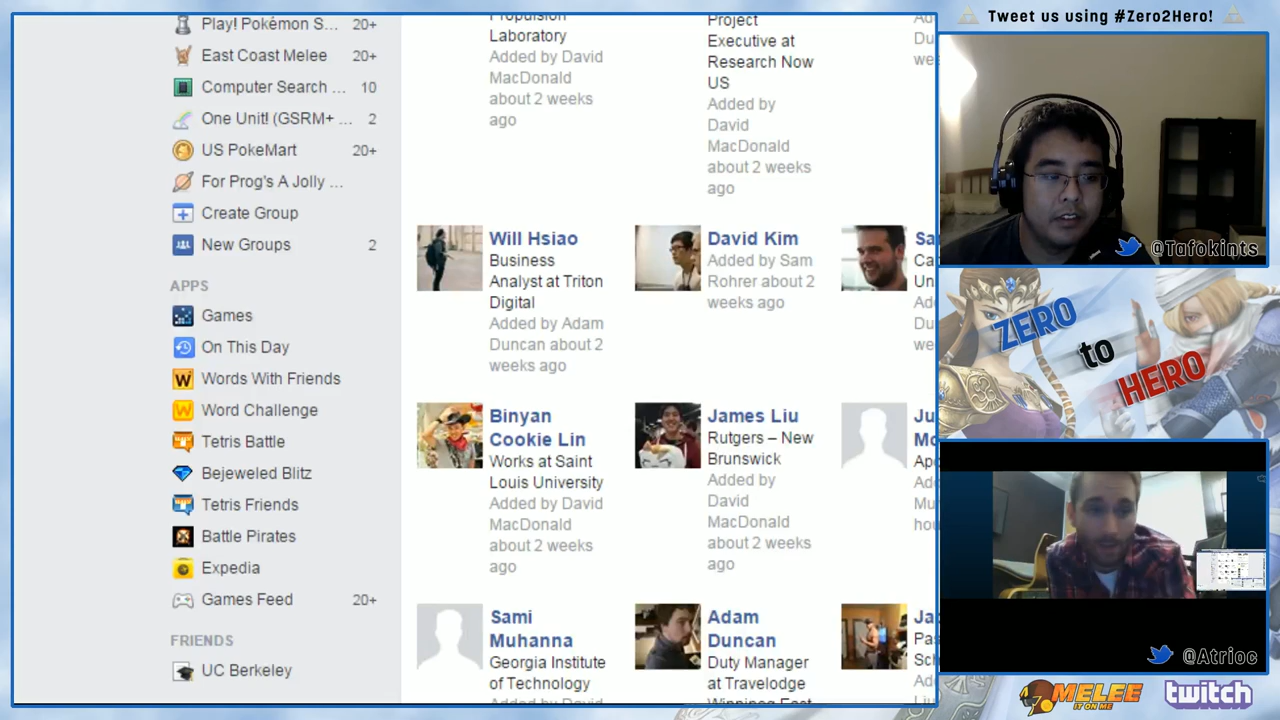 Play! Pokémon S... 20+
East Coast Melee 20+
Computer Search ... 10
One Unit! (GSRM+ ... 2
US PokeMart 20+
For Prog's A Jolly ...
Create Group
New Groups 2
APPS
Games
On This Day
Words With Friends
Word Challenge
Tetris Battle
Bejeweled Blitz
Tetris Friends
Battle Pirates
Expedia
Games Feed 20+
FRIENDS
UC Berkeley
Propulsion
Laboratory
Added by David
MacDonald
about 2 weeks
ago
Project
Executive at
Research Now
US
Added by
David
MacDonald
about 2 weeks
ago
Will Hsiao
Business
Analyst at Triton
Digital
Added by Adam
Duncan about 2
weeks ago
David Kim
Added by Sam
Rohrer about 2
weeks ago
Binyan
Cookie Lin
Works at Saint
Louis University
Added by David
MacDonald
about 2 weeks
ago
James Liu
Rutgers – New
Brunswick
Added by
David
MacDonald
about 2 weeks
ago
Sami
Muhanna
Georgia Institute
of Technology
Adam
Duncan
Duty Manager
at Travelodge
Tweet us using #Zero2Hero!
@Tafokints
ZERO
to
HERO
@Atrioc
MELEE
IT ON ME
twitch